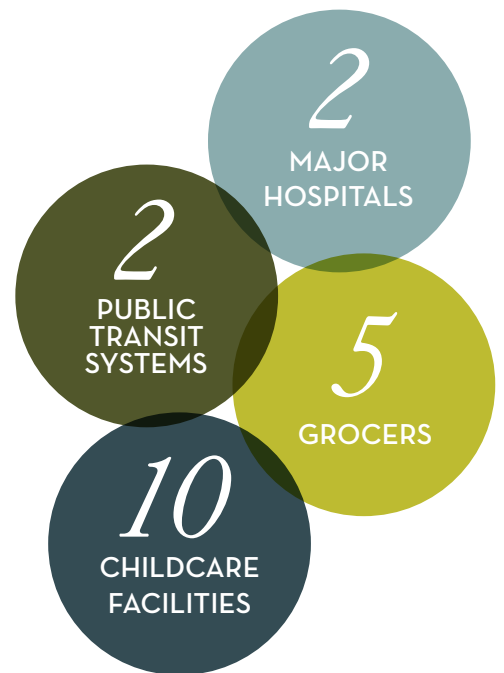 2
MAJOR
HOSPITALS
2
PUBLIC
TRANSIT
SYSTEMS
5
GROCERS
10
CHILDCARE
FACILITIES